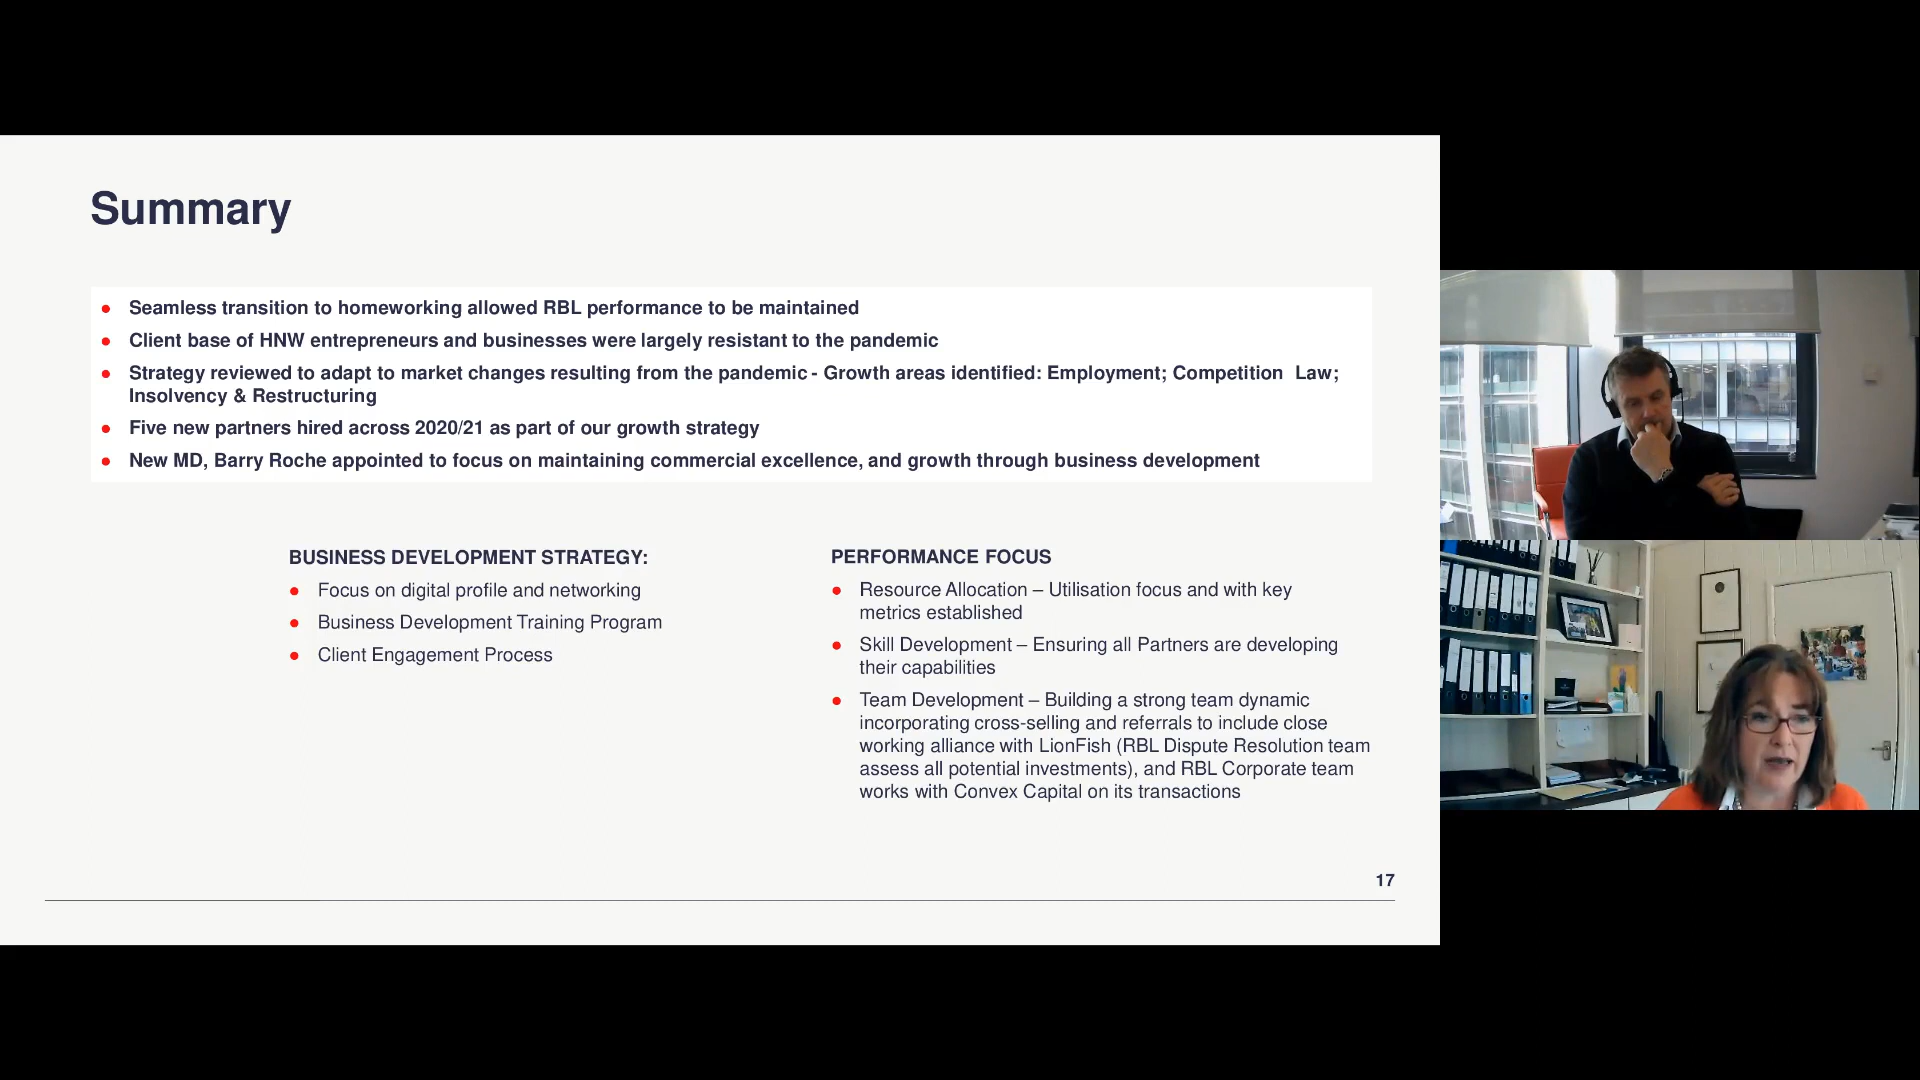 Summary
Seamless transition to homeworking allowed RBL performance to be maintained
Client base of HNW entrepreneurs and businesses were largely resistant to the pandemic
Strategy reviewed to adapt to market changes resulting from the pandemic - Growth areas identified: Employment; Competition Law;
Insolvency & Restructuring
Five new partners hired across 2020/21 as part of our growth strategy
New MD, Barry Roche appointed to focus on maintaining commercial excellence, and growth through business development
BUSINESS DEVELOPMENT STRATEGY:
Focus on digital profile and networking
Business Development Training Program
Client Engagement Process
PERFORMANCE FOCUS
Resource Allocation – Utilisation focus and with key
metrics established
Skill Development – Ensuring all Partners are developing
their capabilities
Team Development – Building a strong team dynamic
incorporating cross-selling and referrals to include close
working alliance with LionFish (RBL Dispute Resolution team
assess all potential investments), and RBL Corporate team
works with Convex Capital on its transactions
17